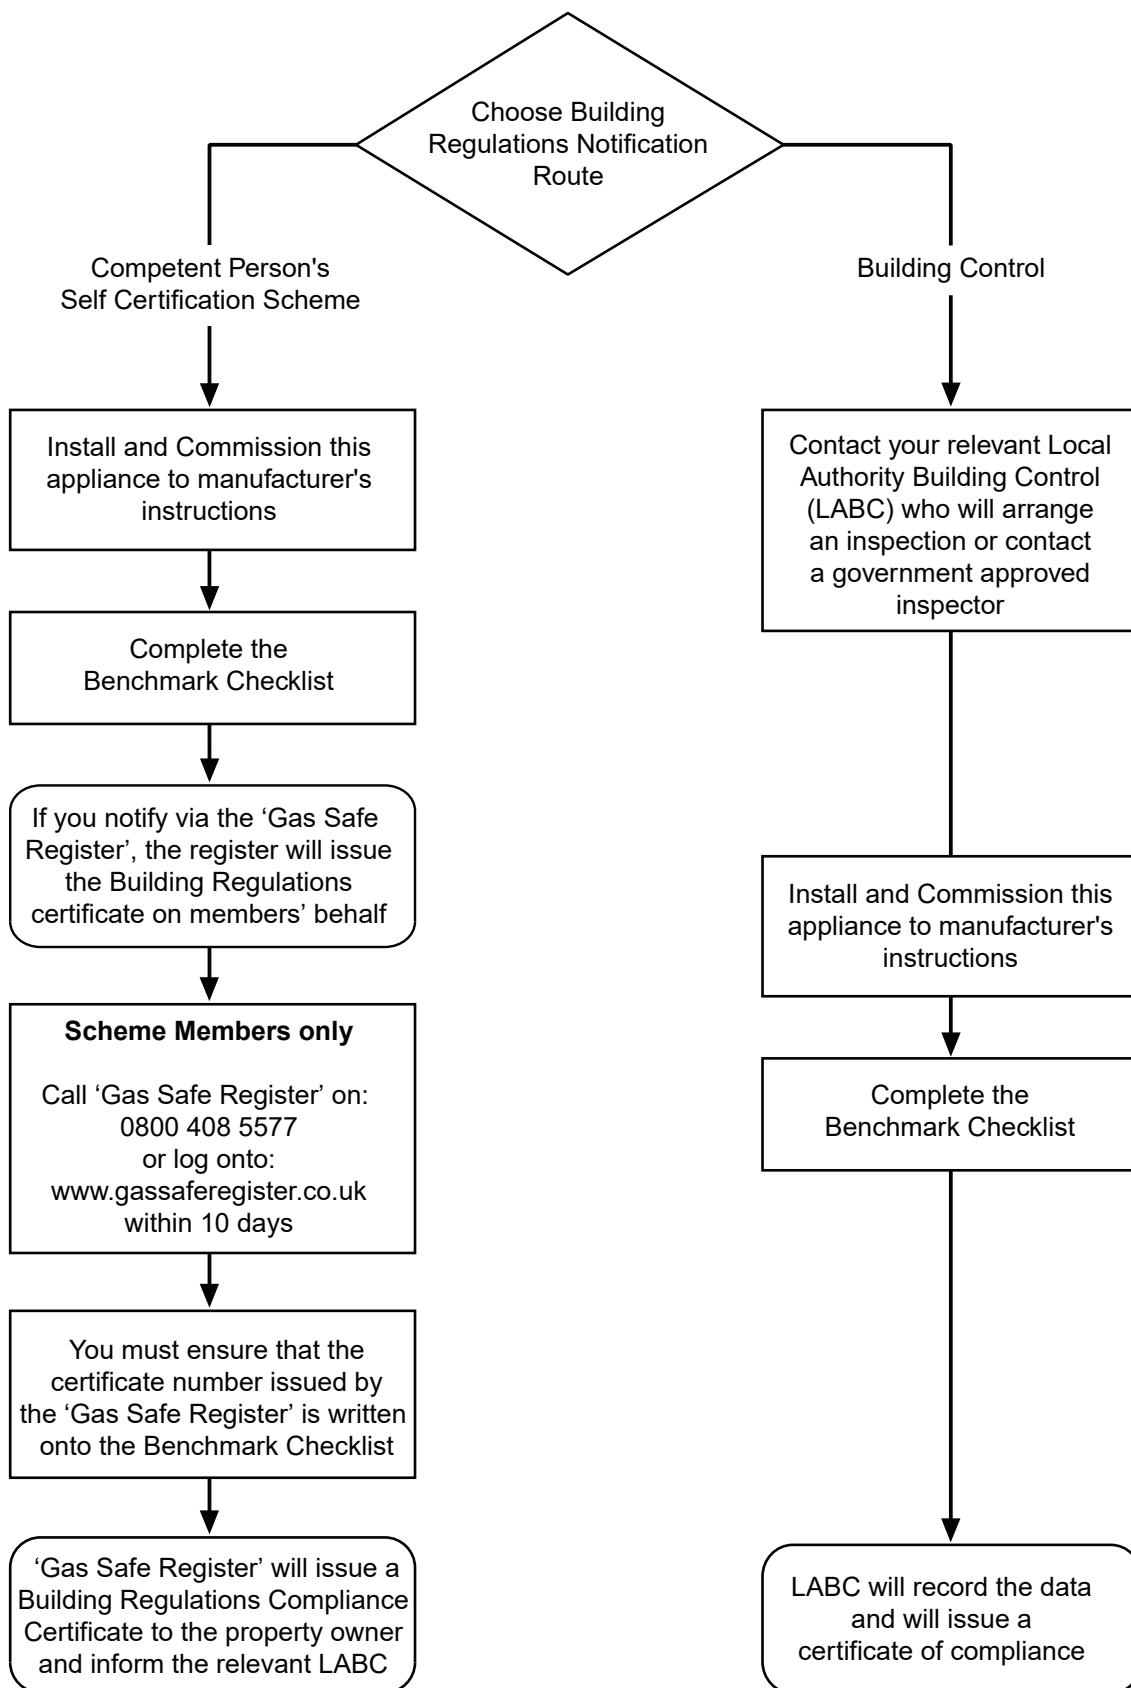 Choose Building
Regulations Notification
Route
Competent Person's
Self Certification Scheme
Building Control
Install and Commission this
appliance to manufacturer's
instructions
Complete the
Benchmark Checklist
If you notify via the ‘Gas Safe
Register’, the register will issue
the Building Regulations
certificate on members’ behalf
Scheme Members only
Call ‘Gas Safe Register’ on:
0800 408 5577
or log onto:
www.gassaferegister.co.uk
within 10 days
You must ensure that the
certificate number issued by
the ‘Gas Safe Register’ is written
onto the Benchmark Checklist
‘Gas Safe Register’ will issue a
Building Regulations Compliance
Certificate to the property owner
and inform the relevant LABC
Contact your relevant Local
Authority Building Control
(LABC) who will arrange
an inspection or contact
a government approved
inspector
Install and Commission this
appliance to manufacturer's
instructions
Complete the
Benchmark Checklist
LABC will record the data
and will issue a
certificate of compliance